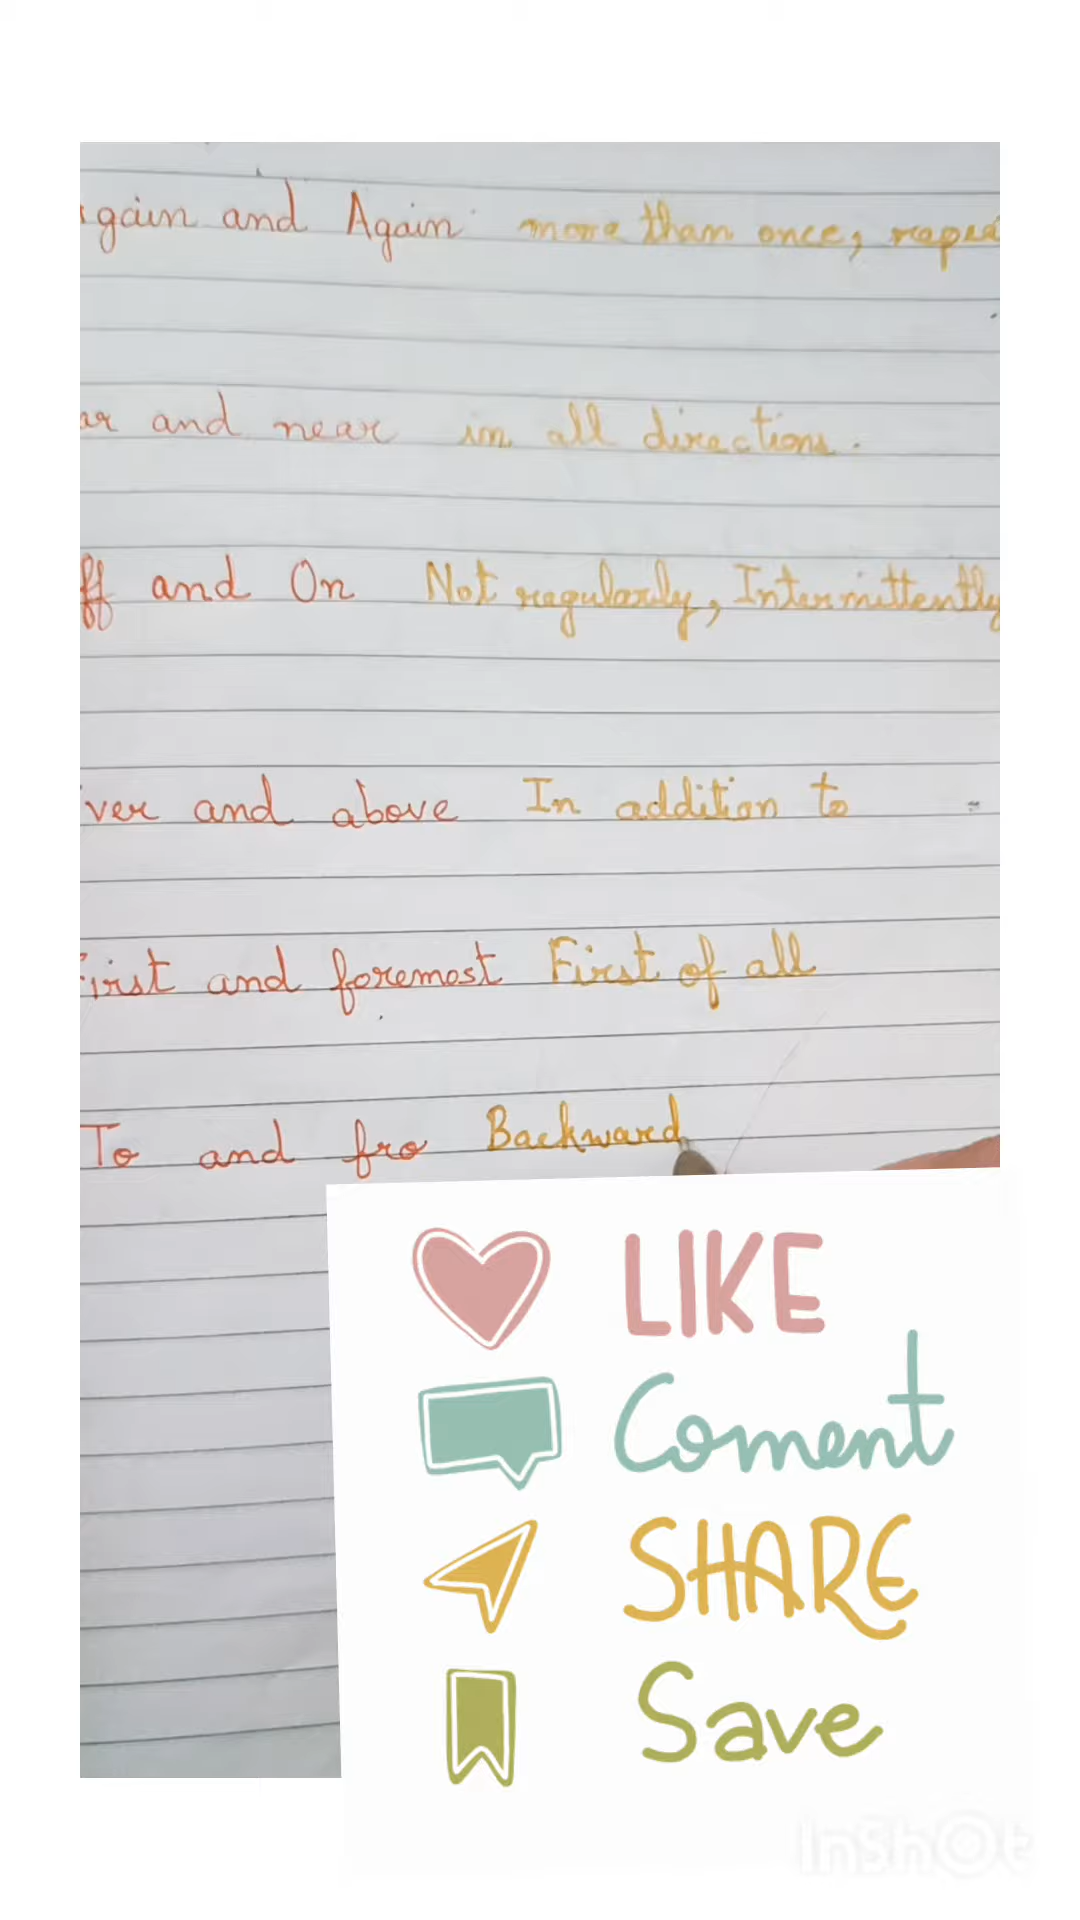 gain and Again more than once, repea
ar and near in all directions.
ff and On Not regularly, Intermittently
ver and above In addition to
First and foremost First of all
To and fro Backward
LIKE
Coment
SHARE
Save
InShOt